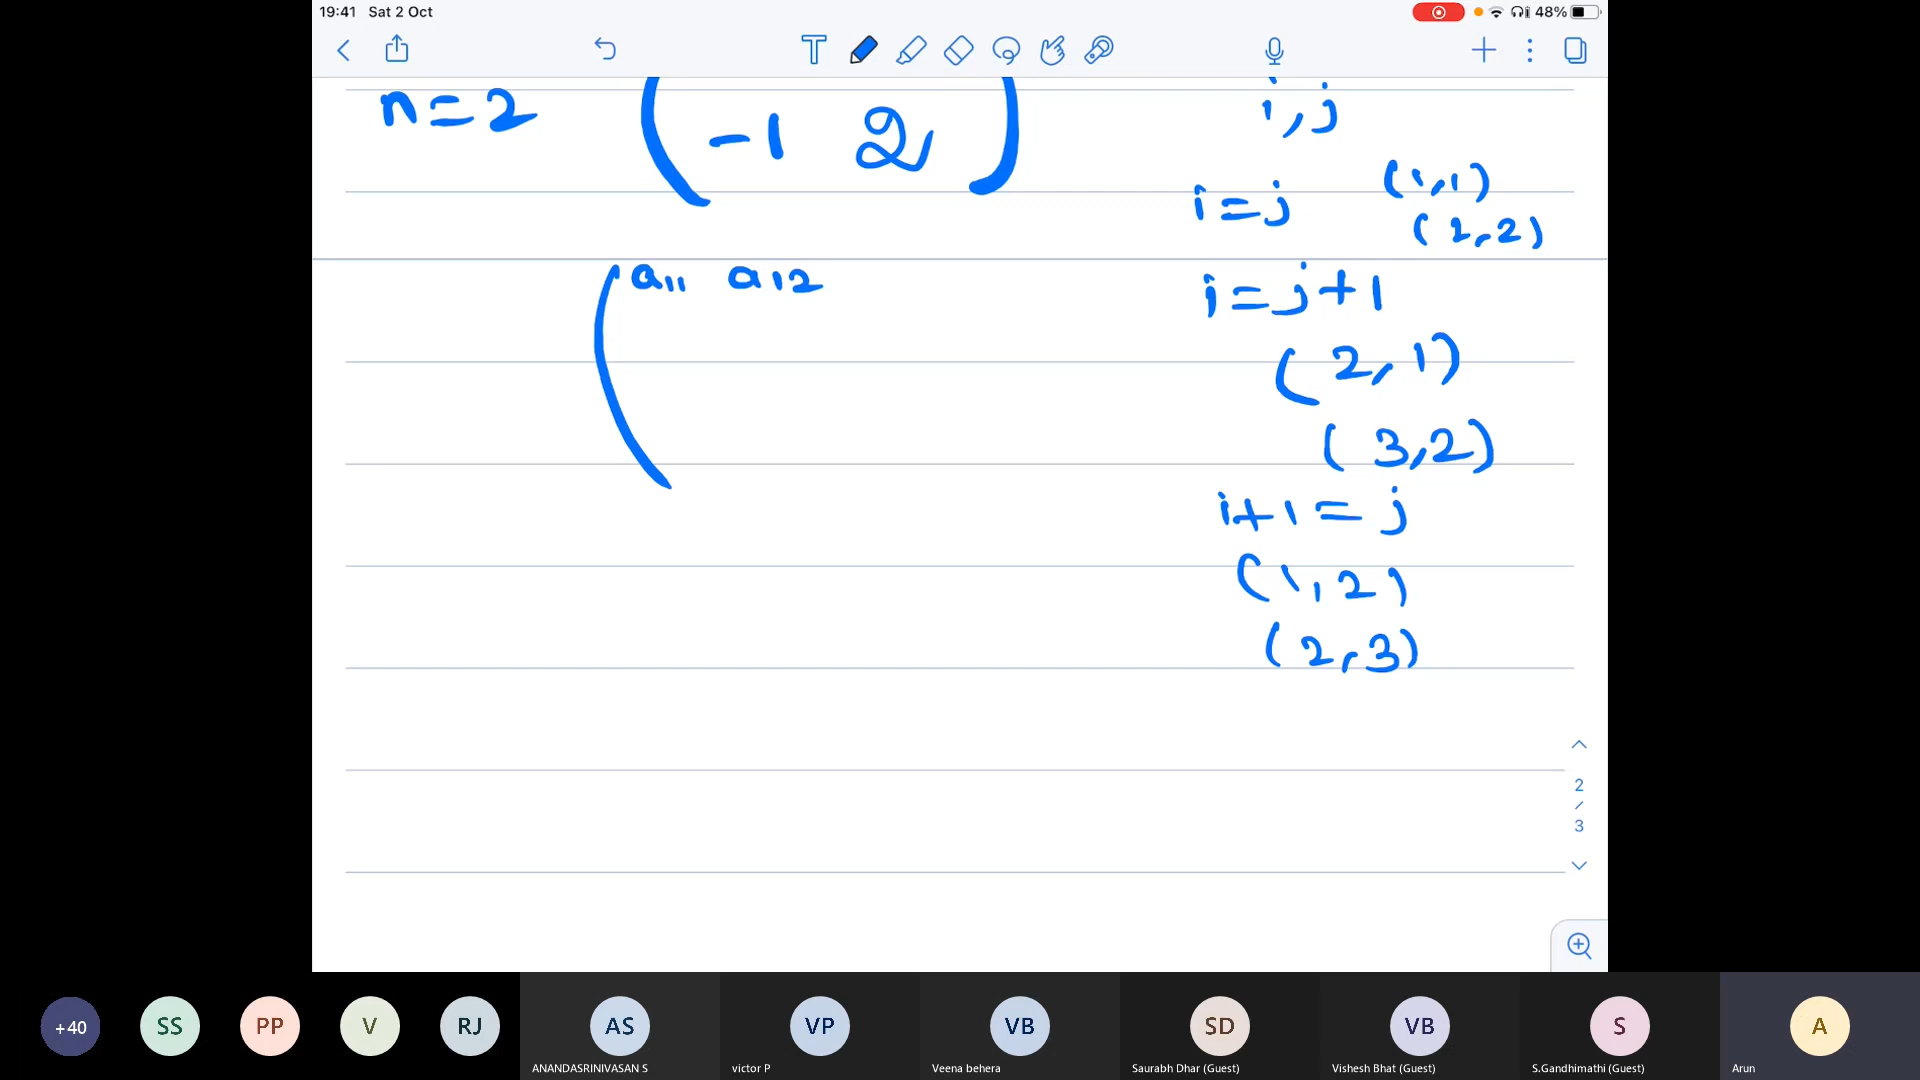 19:41 Sat 2 Oct 48%
n=2 ( -1 2 ) i,j
i=j (1,1)
(2,2)
( a11 a12 i=j+1
(2,1)
(3,2)
i+1=j
(1,2)
(2,3)
2
/
3
+40 SS PP V RJ AS VP VB SD VB S A
ANANDASRINIVASAN S victor P Veena behera Saurabh Dhar (Guest) Vishesh Bhat (Guest) S.Gandhimathi (Guest) Arun